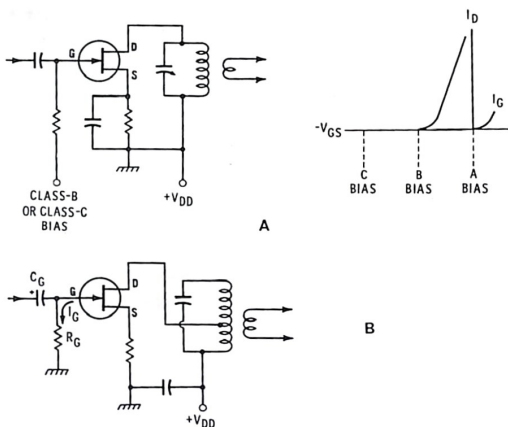 G
D
S
CLASS-B
OR CLASS-C
BIAS
+VDD
A
ID
IG
-VGS
C
BIAS
B
BIAS
A
BIAS
CG
+
G
D
IG
S
RG
+VDD
B